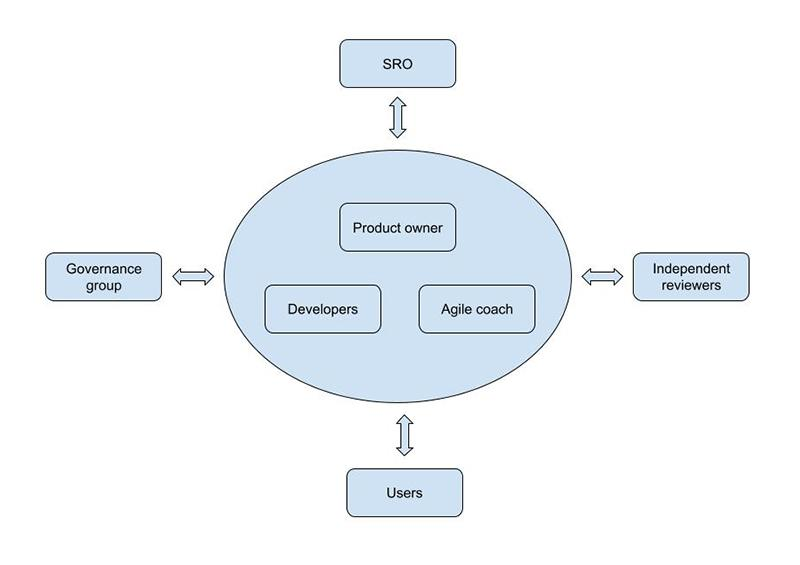 SRO
Product owner
Governance
group
Independent
reviewers
Developers
Agile coach
Users